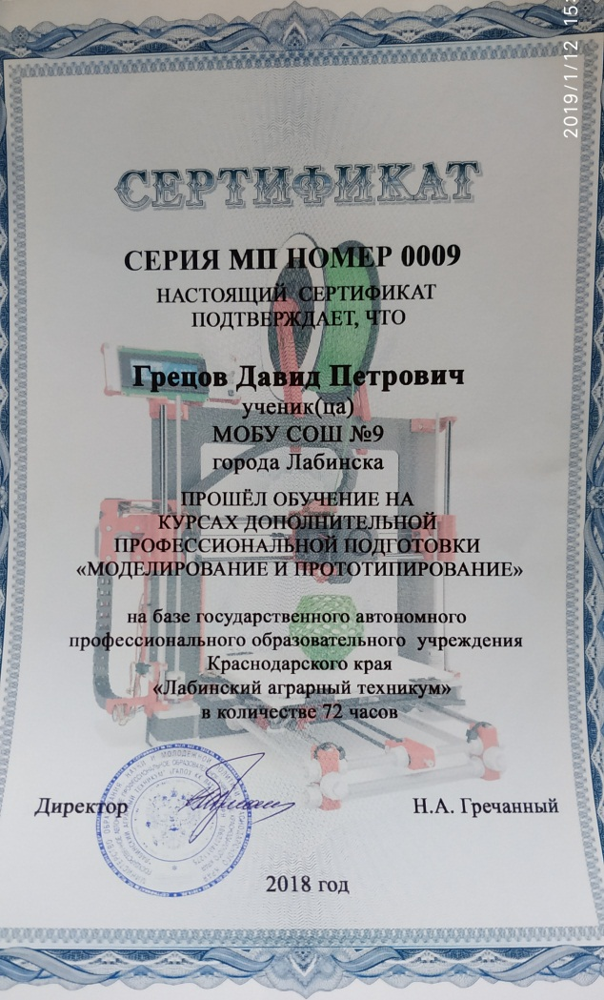 2019/1/12 15:
СЕРТИФИКАТ
СЕРИЯ МП НОМЕР 0009
НАСТОЯЩИЙ СЕРТИФИКАТ
ПОДТВЕРЖДАЕТ, ЧТО
Грецов Давид Петрович
ученик(ца)
МОБУ СОШ №9
города Лабинска
ПРОШЁЛ ОБУЧЕНИЕ НА
КУРСАХ ДОПОЛНИТЕЛЬНОЙ
ПРОФЕССИОНАЛЬНОЙ ПОДГОТОВКИ
«МОДЕЛИРОВАНИЕ И ПРОТОТИПИРОВАНИЕ»
на базе государственного автономного
профессионального образовательного учреждения
Краснодарского края
«Лабинский аграрный техникум»
в количестве 72 часов
Директор
Н.А. Гречанный
2018 год